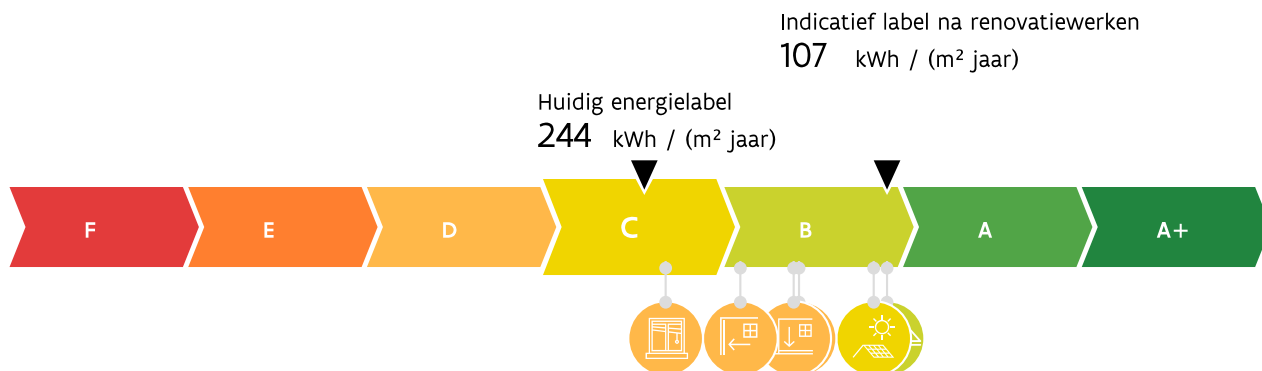 Indicatief label na renovatiewerken
107 kWh / (m² jaar)
Huidig energielabel
244 kWh / (m² jaar)
F E D C B A A+